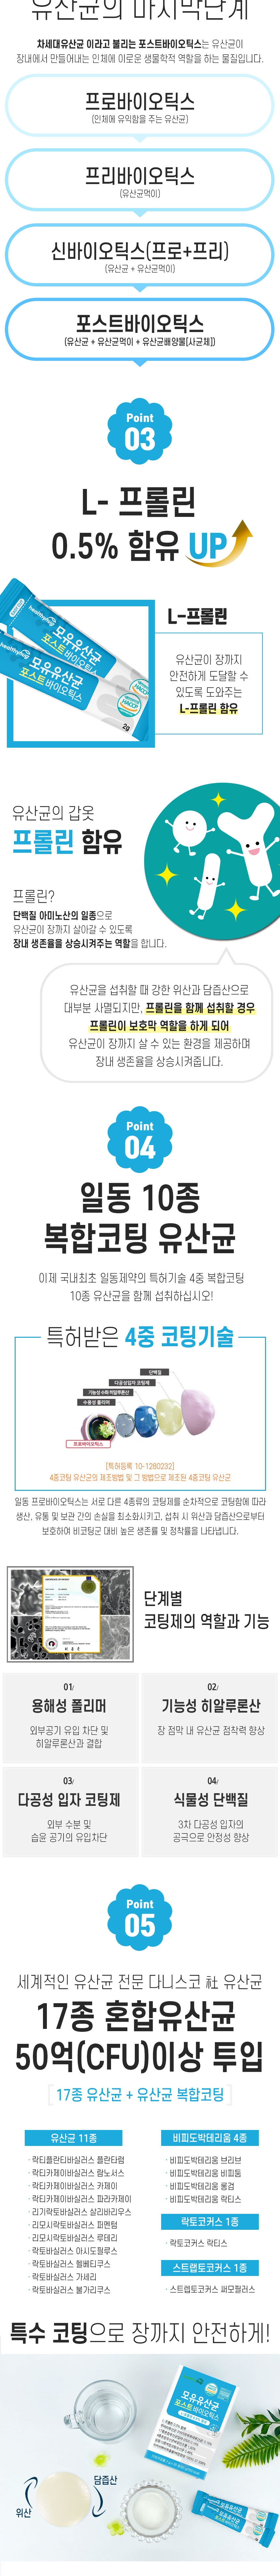 유산균의 마지막단계
차세대유산균 이라고 불리는 포스트바이오틱스는 유산균이
장내에서 만들어내는 인체에 이로운 생물학적 역할을 하는 물질입니다.
프로바이오틱스
(인체에 유익함을 주는 유산균)
프리바이오틱스
(유산균먹이)
신바이오틱스(프로+프리)
(유산균 + 유산균먹이)
포스트바이오틱스
(유산균 + 유산균먹이 + 유산균배양물[사균체])
Point
03
L- 프롤린
0.5% 함유 UP
healthyline
모유유산균
포스트 바이오틱스
healthyline
모유유산균
포스트 바이오틱스
HACCP
2g
L-프롤린
유산균이 장까지
안전하게 도달할 수
있도록 도와주는
L-프롤린 함유
유산균의 갑옷
프롤린 함유
프롤린?
단백질 아미노산의 일종으로
유산균이 장까지 살아갈 수 있도록
장내 생존율을 상승시켜주는 역할을 합니다.
유산균을 섭취할 때 강한 위산과 담즙산으로
대부분 사멸되지만, 프롤린을 함께 섭취할 경우
프롤린이 보호막 역할을 하게 되어
유산균이 장까지 살 수 있는 환경을 제공하며
장내 생존율을 상승시켜줍니다.
Point
04
일동 10종
복합코팅 유산균
이제 국내최초 일동제약의 특허기술 4중 복합코팅
10종 유산균을 함께 섭취하십시오!
특허받은 4중 코팅기술
단백질
다공성입자 코팅제
기능성 수화 히알루론산
수용성 폴리머
프로바이오틱스
[특허등록 10-1280232]
4중코팅 유산균의 제조방법 및 그 방법으로 제조된 4중코팅 유산균
일동 프로바이오틱스는 서로 다른 4종류의 코팅제를 순차적으로 코팅함에 따라
생산, 유통 및 보관 간의 손실을 최소화시키고, 섭취 시 위산과 담즙산으로부터
보호하여 비코팅균 대비 높은 생존률 및 정착률을 나타냅니다.
단계별
코팅제의 역할과 기능
01/
용해성 폴리머
외부공기 유입 차단 및
히알루론산과 결합
02/
기능성 히알루론산
장 점막 내 유산균 점착력 향상
03/
다공성 입자 코팅제
외부 수분 및
습윤 공기의 유입차단
04/
식물성 단백질
3차 다공성 입자의
공극으로 안정성 향상
Point
05
세계적인 유산균 전문 다니스코 社 유산균
17종 혼합유산균
50억(CFU)이상 투입
[ 17종 유산균 + 유산균 복합코팅 ]
유산균 11종
· 락티플란티바실러스 플란타럼
· 락티카제이바실러스 람노서스
· 락티카제이바실러스 카제이
· 락티카제이바실러스 파라카제이
· 리기락토바실러스 살리바리우스
· 리모시락토바실러스 퍼멘텀
· 리모시락토바실러스 루테리
· 락토바실러스 아시도필루스
· 락토바실러스 헬베티쿠스
· 락토바실러스 가세리
· 락토바실러스 불가리쿠스
비피도박테리움 4종
· 비피도박테리움 브리브
· 비피도박테리움 비피둠
· 비피도박테리움 롱검
· 비피도박테리움 락티스
락토코커스 1종
· 락토코커스 락티스
스트렙토코커스 1종
· 스트렙토코커스 써모필러스
특수 코팅으로 장까지 안전하게!
모유유산균
포스트 바이오틱스
담즙산
위산
모유유산균
포스트 바이오틱스